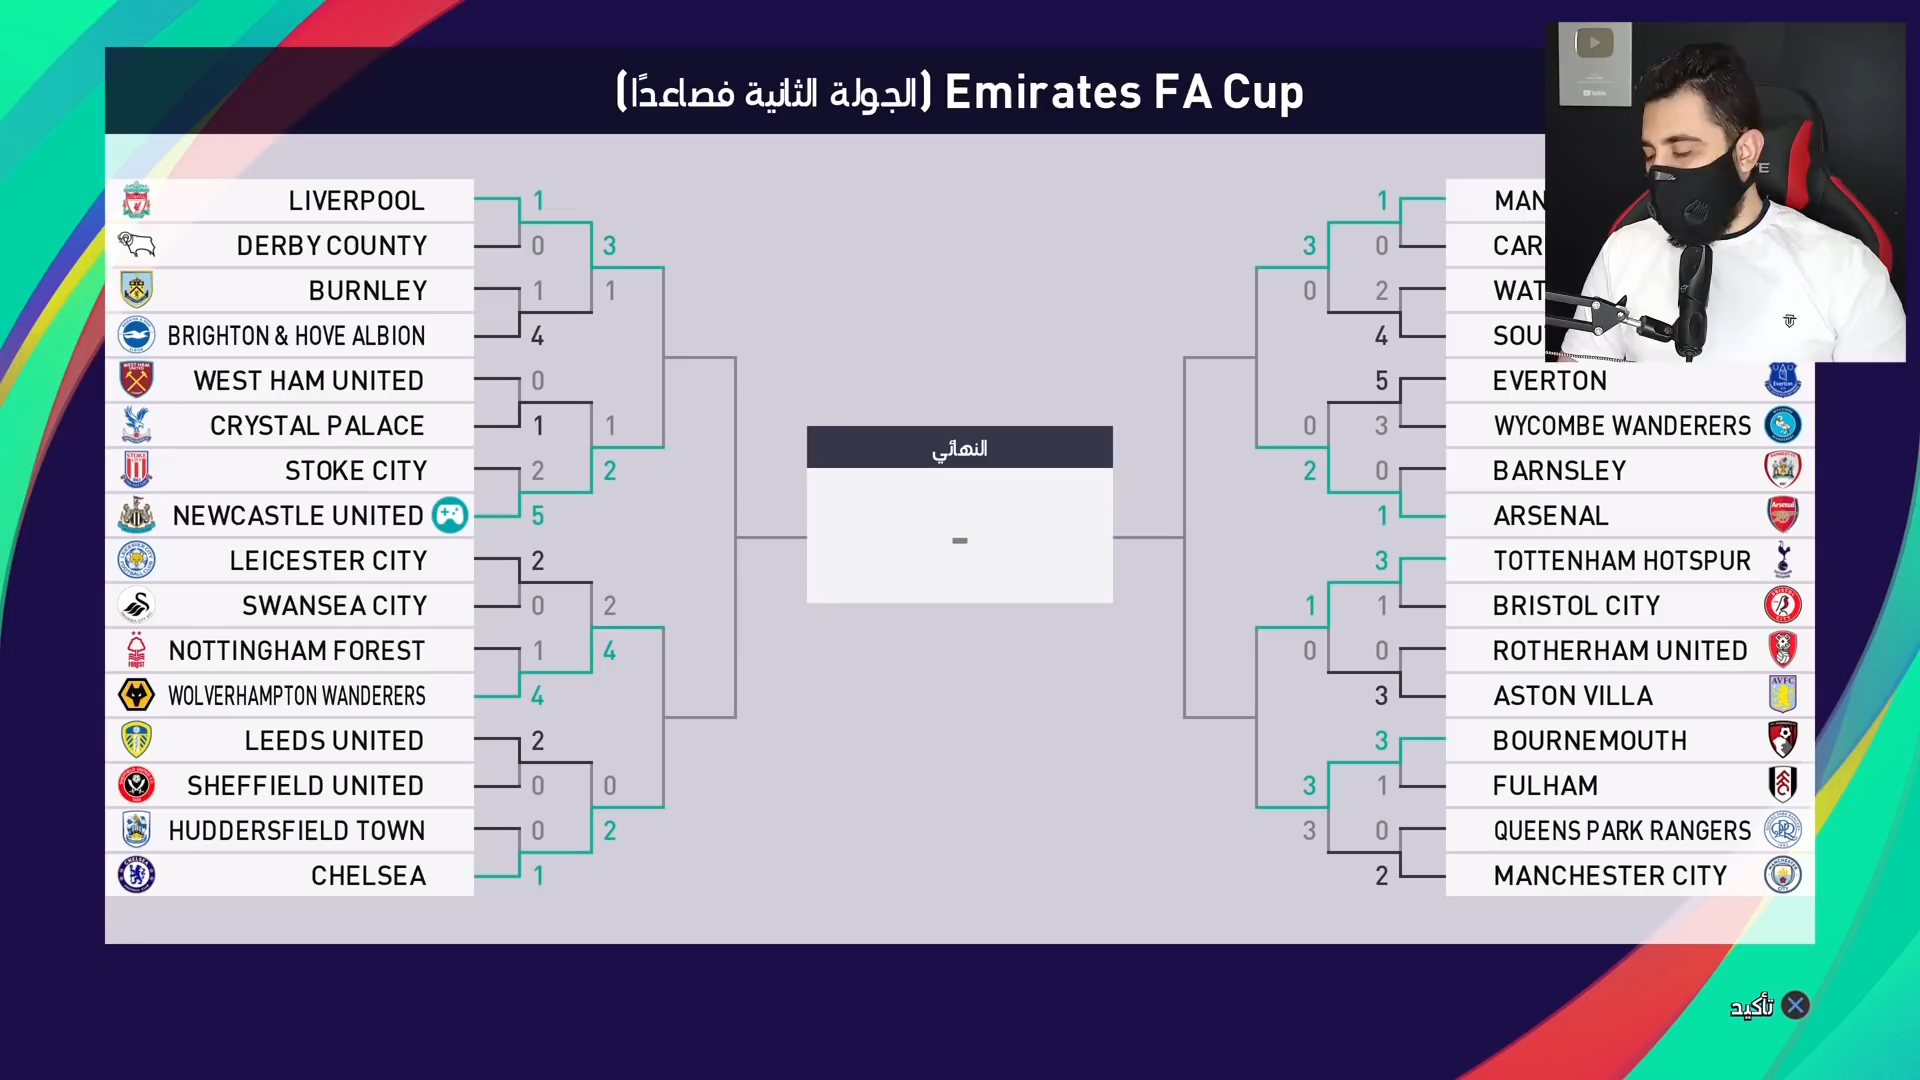 (الجولة الثانية فصاعدًا) Emirates FA Cup
LIVERPOOL 1
DERBY COUNTY 0
3
BURNLEY 1
1
BRIGHTON & HOVE ALBION 4
WEST HAM UNITED 0
CRYSTAL PALACE 1
1
STOKE CITY 2
2
NEWCASTLE UNITED 5
LEICESTER CITY 2
SWANSEA CITY 0
2
NOTTINGHAM FOREST 1
4
WOLVERHAMPTON WANDERERS 4
LEEDS UNITED 2
SHEFFIELD UNITED 0
0
HUDDERSFIELD TOWN 0
2
CHELSEA 1
النهائي
-
1 MAN
3
0 CAR
0
2 WAT
4 SOU
5 EVERTON
0
3 WYCOMBE WANDERERS
2
0 BARNSLEY
1 ARSENAL
3 TOTTENHAM HOTSPUR
1
1 BRISTOL CITY
0
0 ROTHERHAM UNITED
3 ASTON VILLA
3 BOURNEMOUTH
3
1 FULHAM
3
0 QUEENS PARK RANGERS
2 MANCHESTER CITY
تأكيد